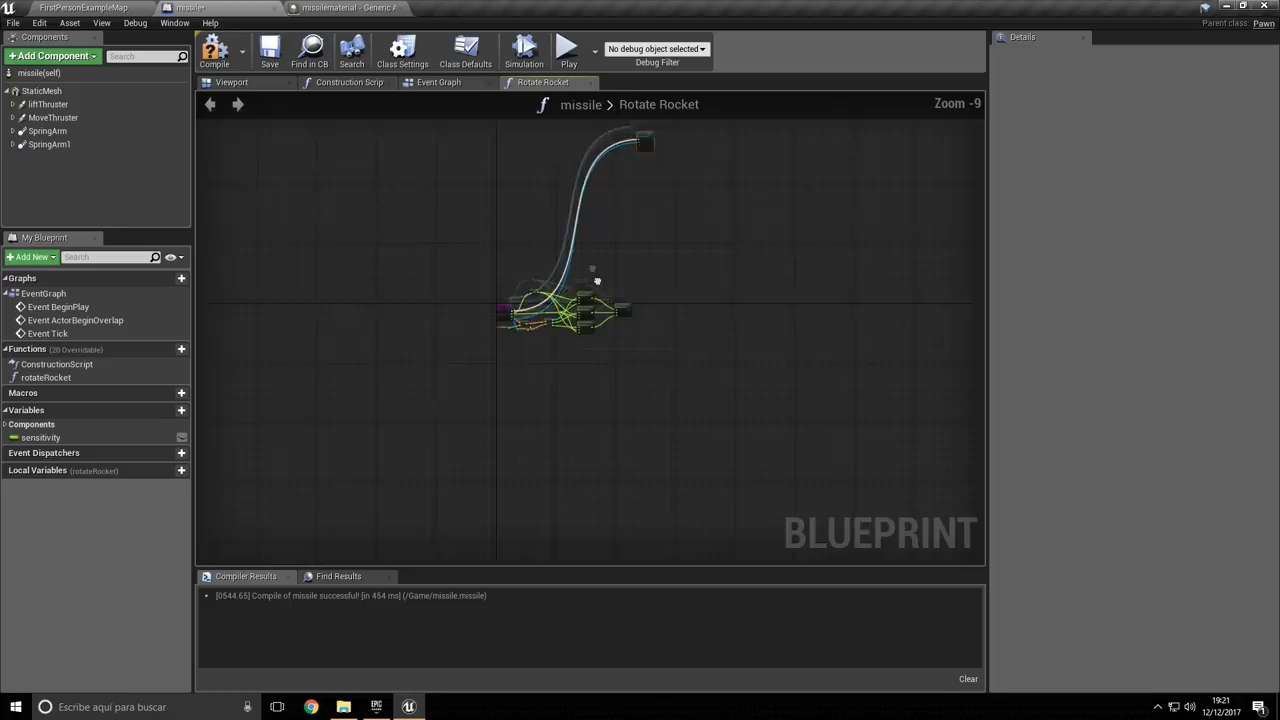 FirstPersonExampleMap
missile*
missilematerial - Generic A
File Edit Asset View Debug Window Help
Parent class: Pawn
Components
Add Component
Search
missile(self)
StaticMesh
liftThruster
MoveThruster
SpringArm
SpringArm1
My Blueprint
Add New
Search
Graphs
EventGraph
Event BeginPlay
Event ActorBeginOverlap
Event Tick
Functions (20 Overridable)
ConstructionScript
rotateRocket
Macros
Variables
Components
sensitivity
Event Dispatchers
Local Variables (rotateRocket)
Compile
Save
Find in CB
Search
Class Settings
Class Defaults
Simulation
Play
No debug object selected
Debug Filter
Viewport
Construction Scrip
Event Graph
Rotate Rocket
missile > Rotate Rocket
Zoom -9
BLUEPRINT
Compiler Results
Find Results
[0544.65] Compile of missile successful! [in 454 ms] (/Game/missile.missile)
Clear
Details
Escribe aquí para buscar
EPIC
19:21
12/12/2017